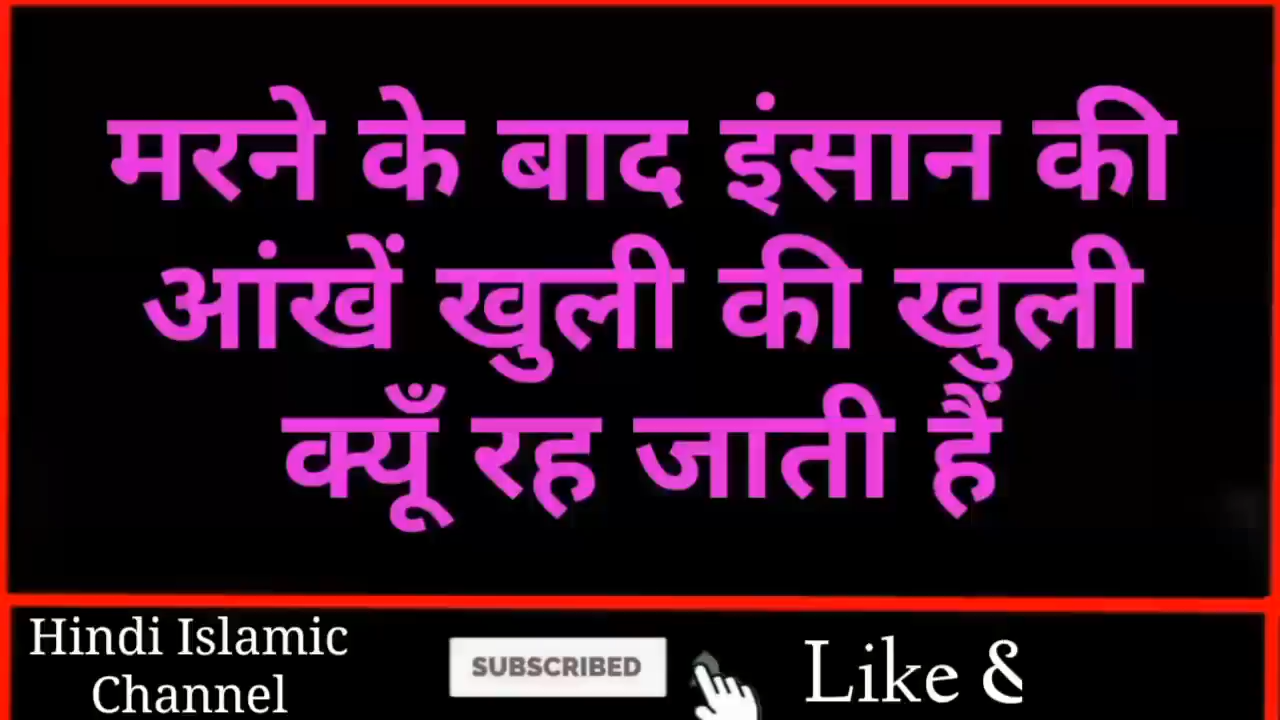 मरने के बाद इंसान की
आंखें खुली की खुली
क्यूँ रह जाती हैं
Hindi Islamic
Channel
SUBSCRIBED
Like &